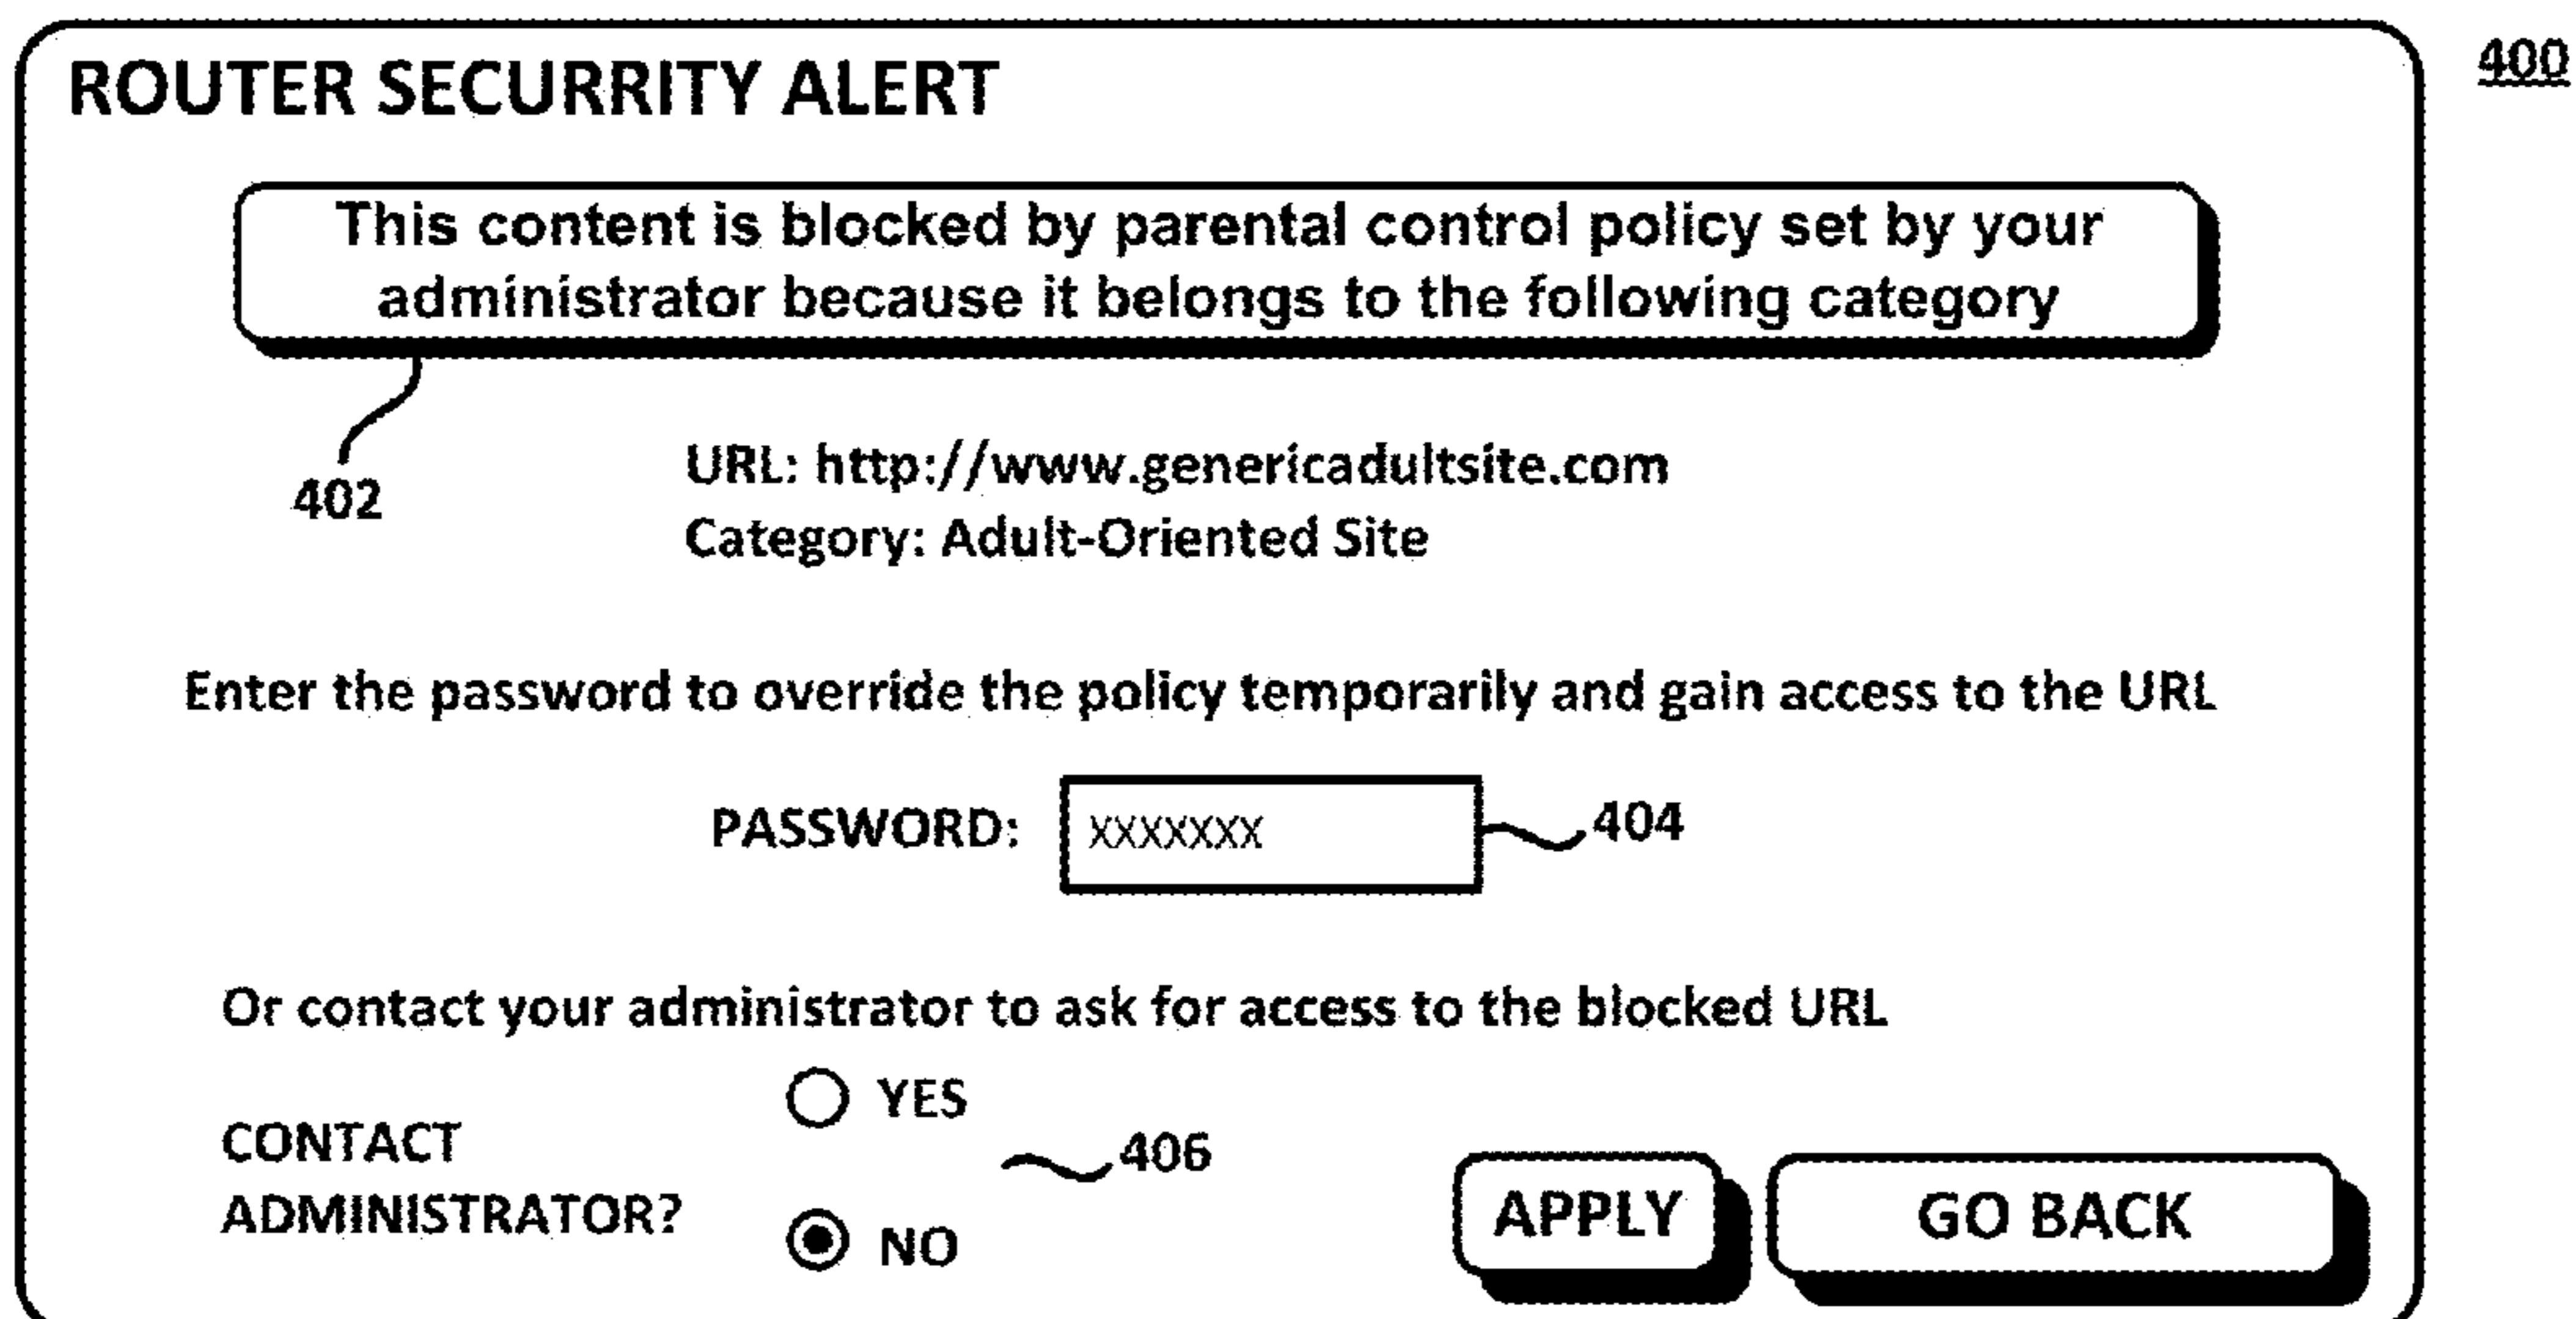 ROUTER SECURRITY ALERT
400
This content is blocked by parental control policy set by your
administrator because it belongs to the following category
402
URL: http://www.genericadultsite.com
Category: Adult-Oriented Site
Enter the password to override the policy temporarily and gain access to the URL
PASSWORD: XXXXXXX 404
Or contact your administrator to ask for access to the blocked URL
YES
CONTACT
ADMINISTRATOR?
406
NO
APPLY GO BACK